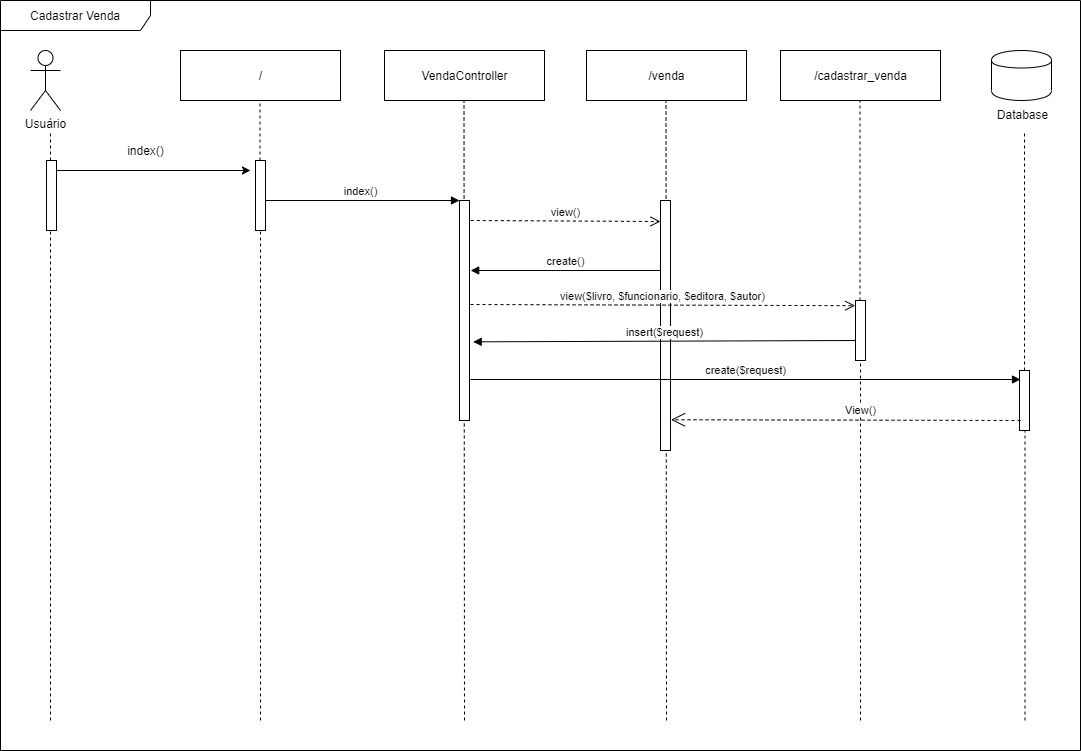 Cadastrar Venda
/
VendaController
/venda
/cadastrar_venda
Database
Usuário
index()
index()
view()
create()
view($livro, $funcionario, $editora, $autor)
insert($request)
create($request)
View()